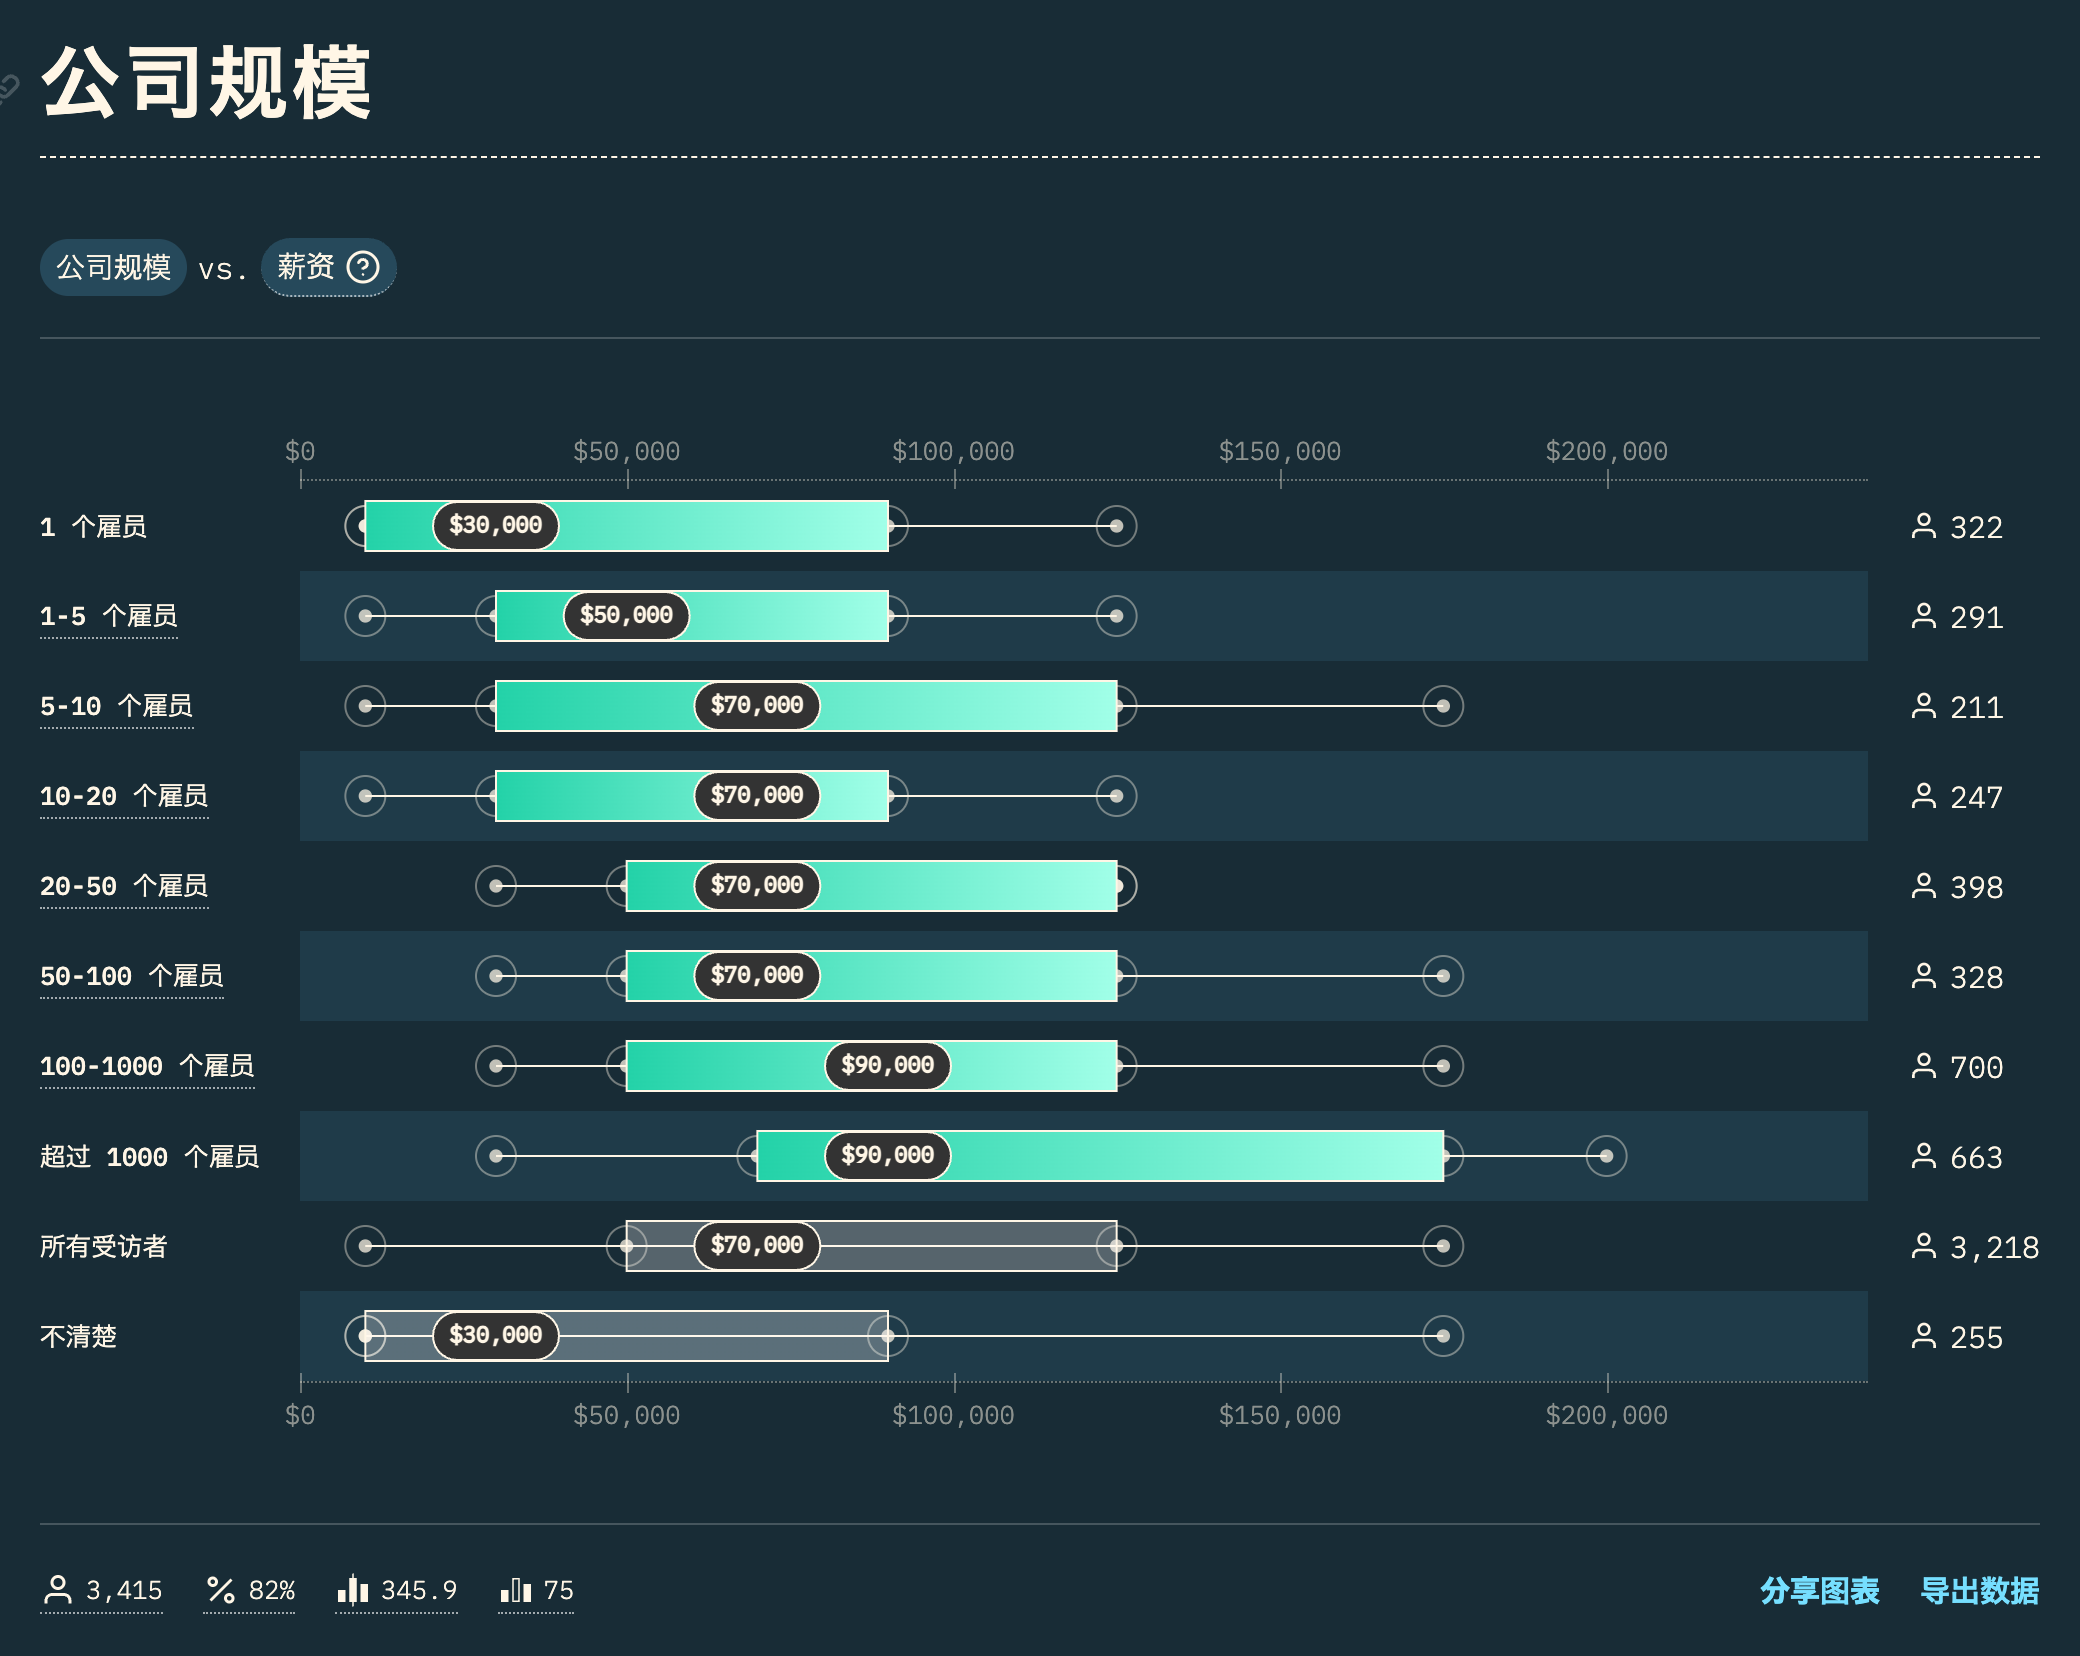 公司规模
公司规模 vs. 薪资
$0 $50,000 $100,000 $150,000 $200,000
1 个雇员 $30,000 322
1-5 个雇员 $50,000 291
5-10 个雇员 $70,000 211
10-20 个雇员 $70,000 247
20-50 个雇员 $70,000 398
50-100 个雇员 $70,000 328
100-1000 个雇员 $90,000 700
超过 1000 个雇员 $90,000 663
所有受访者 $70,000 3,218
不清楚 $30,000 255
$0 $50,000 $100,000 $150,000 $200,000
3,415 82% 345.9 75 分享图表 导出数据